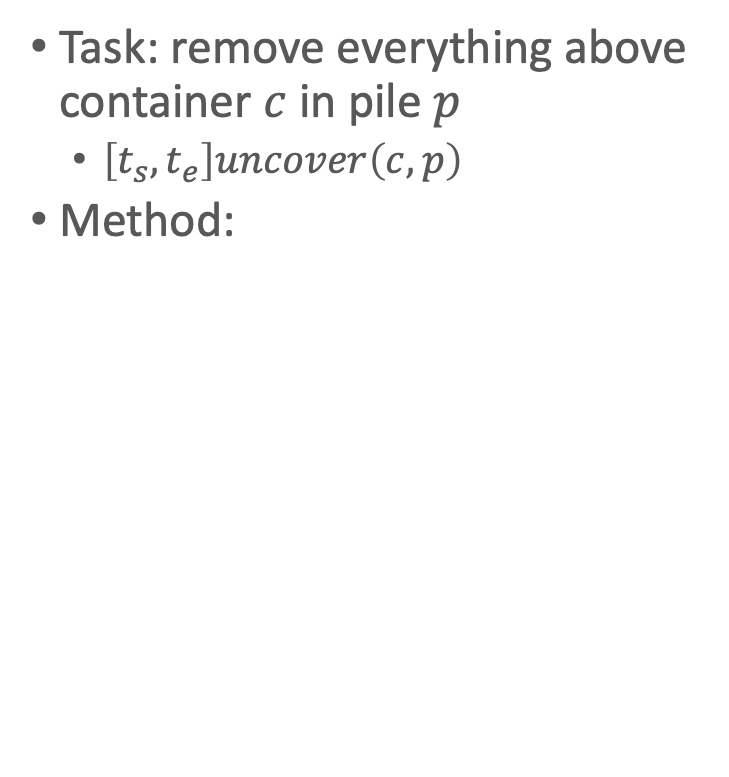 • Task: remove everything above
container 𝑐 in pile 𝑝
• [𝑡ₛ, 𝑡ₑ]𝑢𝑛𝑐𝑜𝑣𝑒𝑟(𝑐, 𝑝)
• Method: